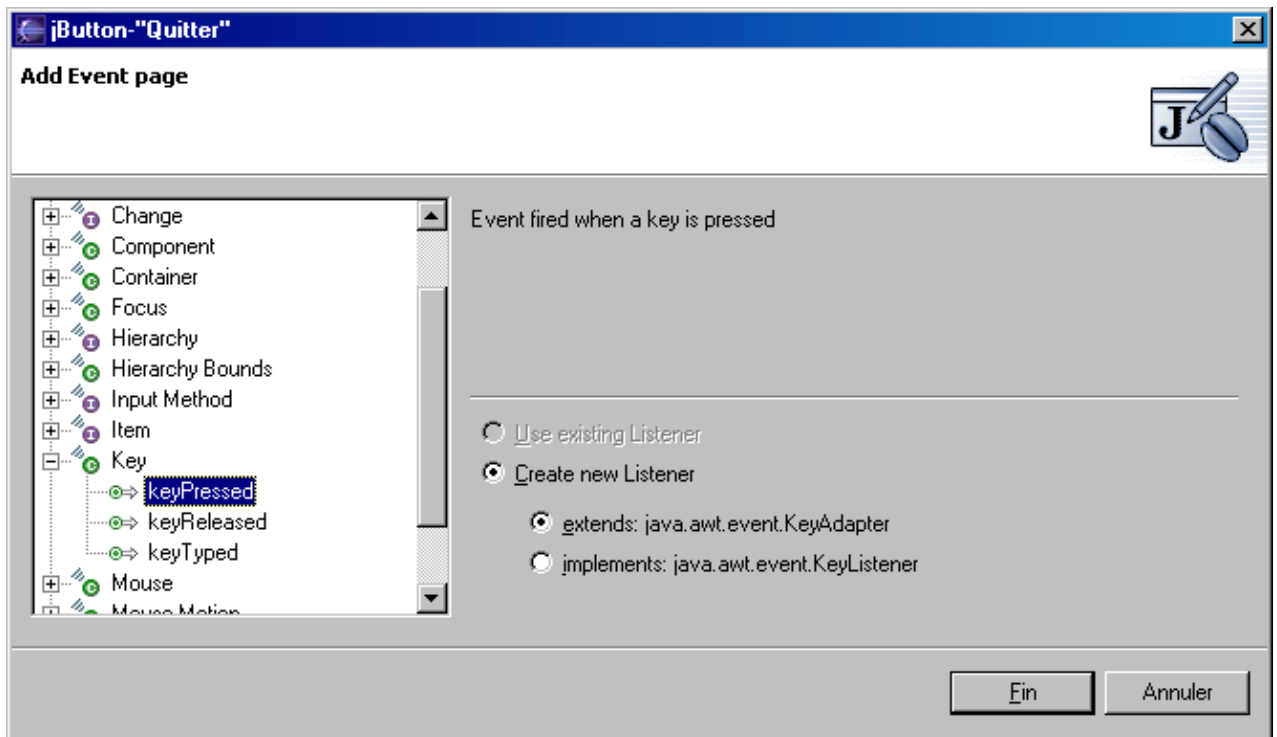 jButton-"Quitter"
Add Event page
J
Change
Component
Container
Focus
Hierarchy
Hierarchy Bounds
Input Method
Item
Key
keyPressed
keyReleased
keyTyped
Mouse
Mouse Motion
Event fired when a key is pressed
Use existing Listener
Create new Listener
extends: java.awt.event.KeyAdapter
implements: java.awt.event.KeyListener
Fin
Annuler